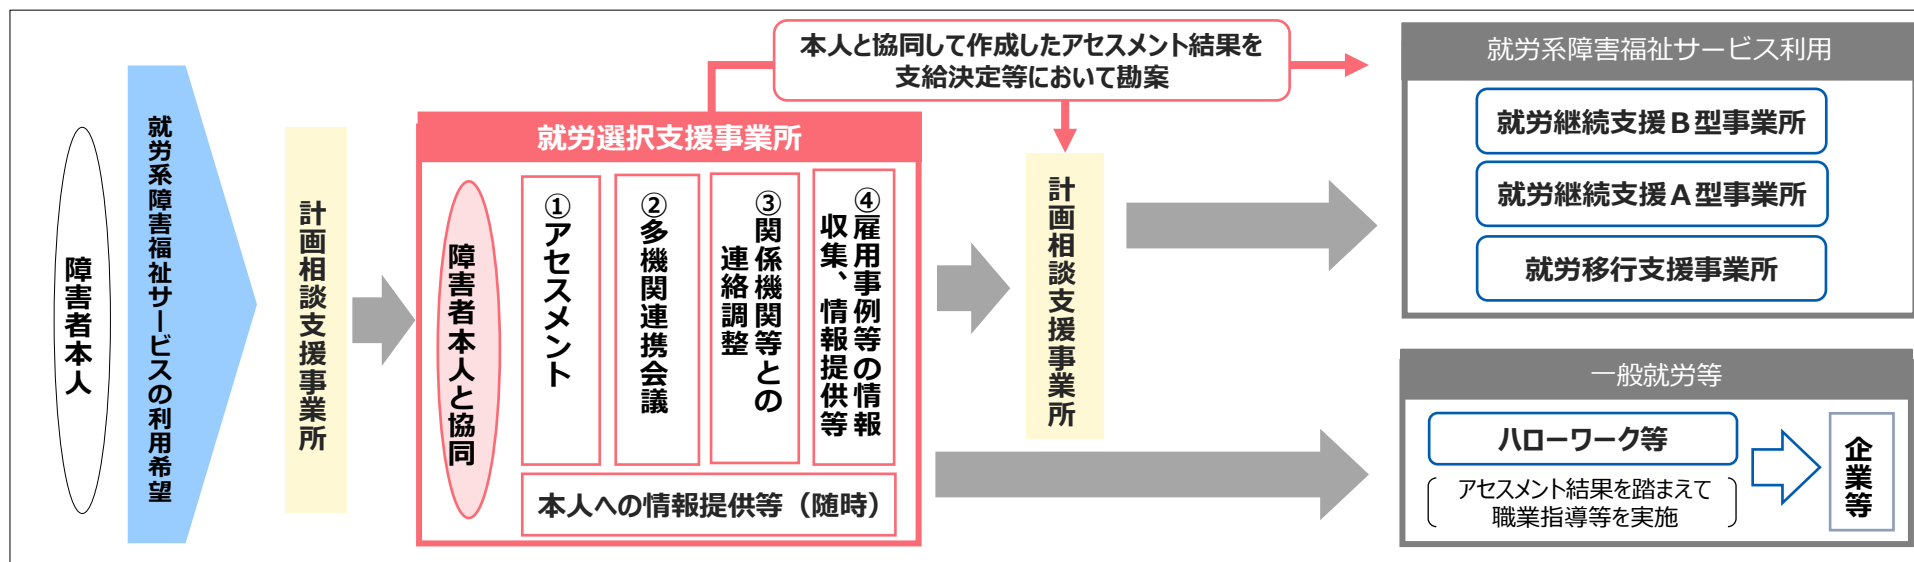 障害者本人
就労系障害福祉サービスの利用希望
計画相談支援事業所
就労選択支援事業所
障害者本人と協同
①アセスメント
②多機関連携会議
③関係機関等との
連絡調整
④雇用事例等の情報
収集、情報提供等
本人への情報提供等（随時）
本人と協同して作成したアセスメント結果を
支給決定等において勘案
計画相談支援事業所
就労系障害福祉サービス利用
就労継続支援Ｂ型事業所
就労継続支援Ａ型事業所
就労移行支援事業所
一般就労等
ハローワーク等
アセスメント結果を踏まえて
職業指導等を実施
企業等